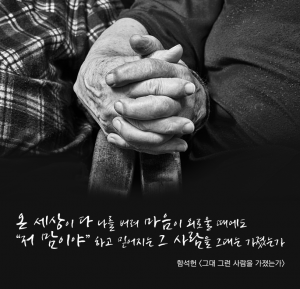 온 세상이 다 나를 버려 마음이 외로울 때에도
“저 맘이야” 하고 믿어지는 그 사람을 그대는 가졌는가
함석헌 <그대 그런 사람을 가졌는가>